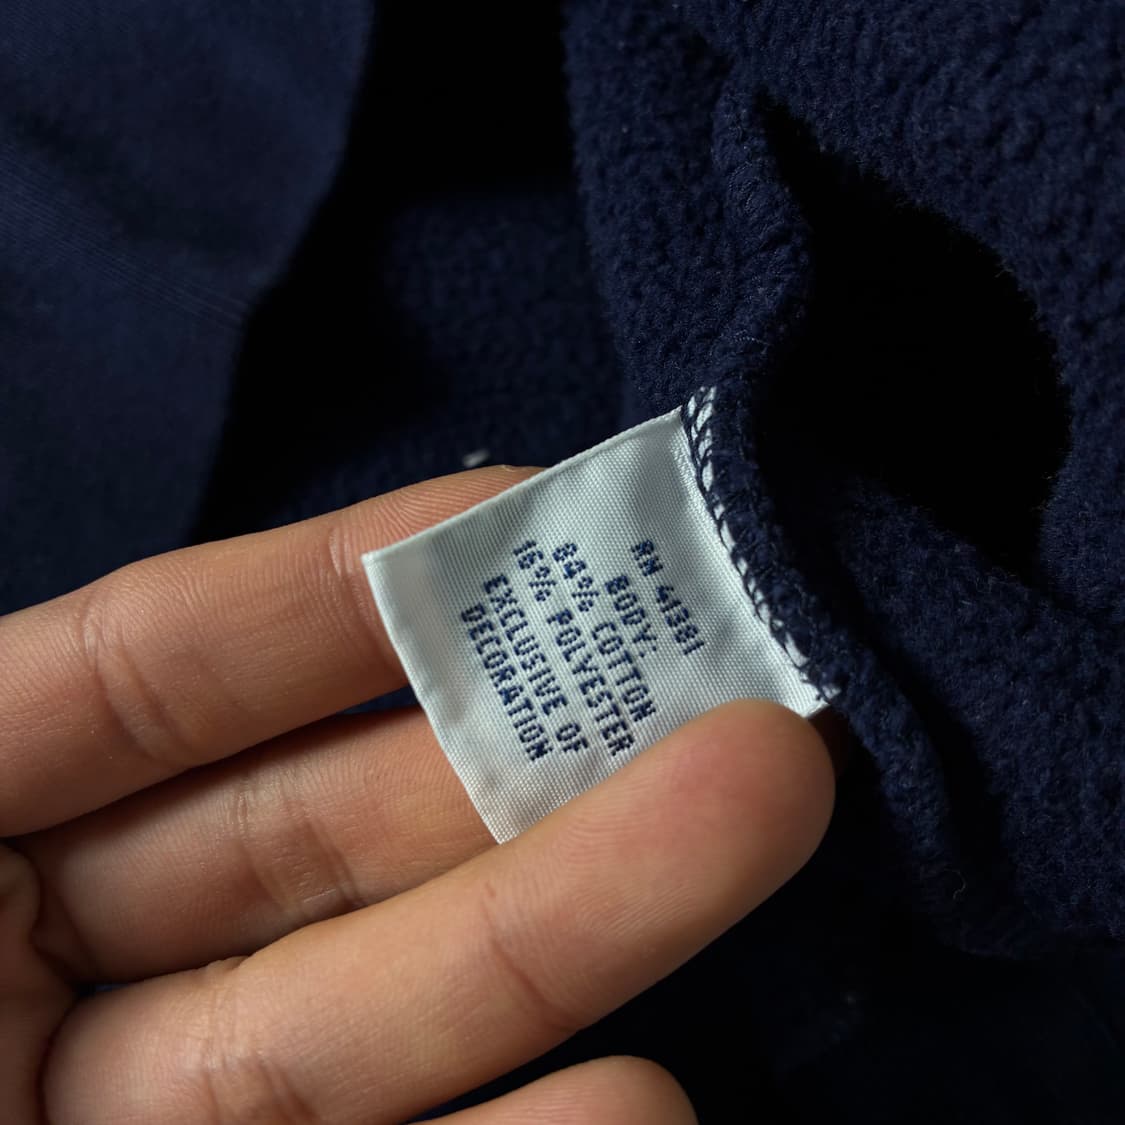 RN 41381
BODY:
84% COTTON
16% POLYESTER
EXCLUSIVE OF
DECORATION